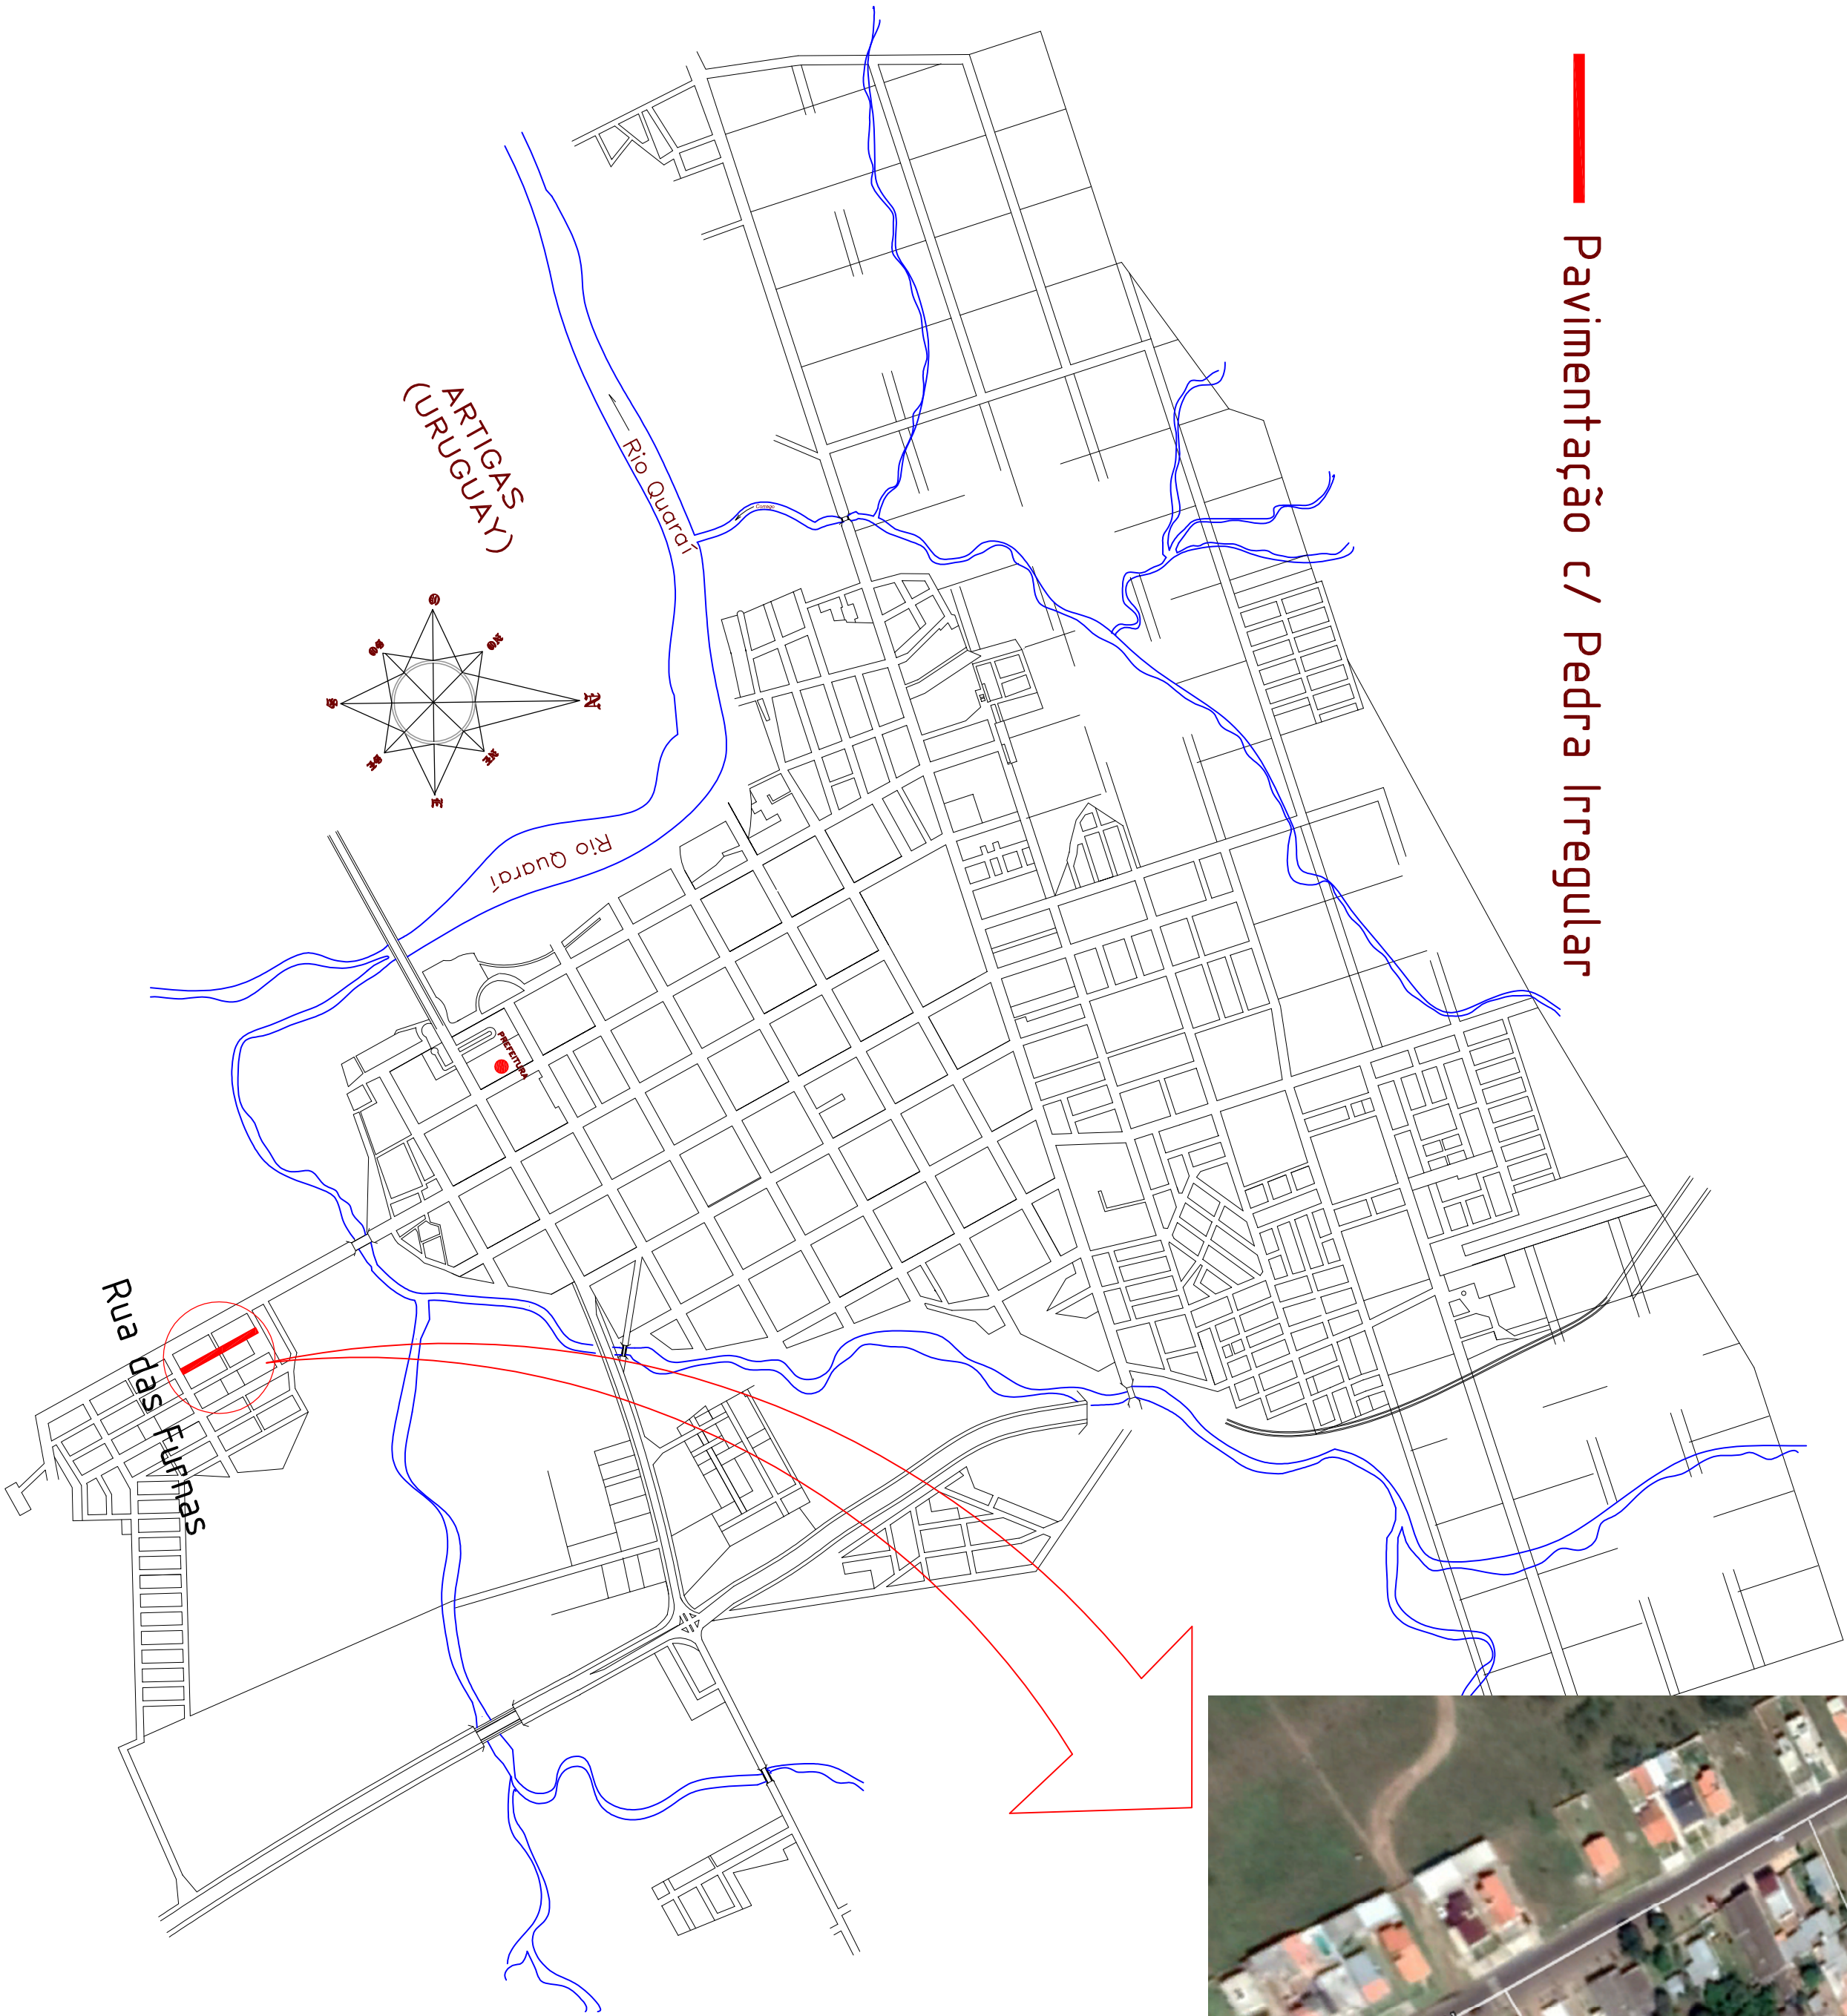 Pavimentação c/ Pedra Irregular
ARTIGAS
(URUGUAY)
Rio Quaraí
Rio Quaraí
PREFEITURA
Rua das Furnas
N